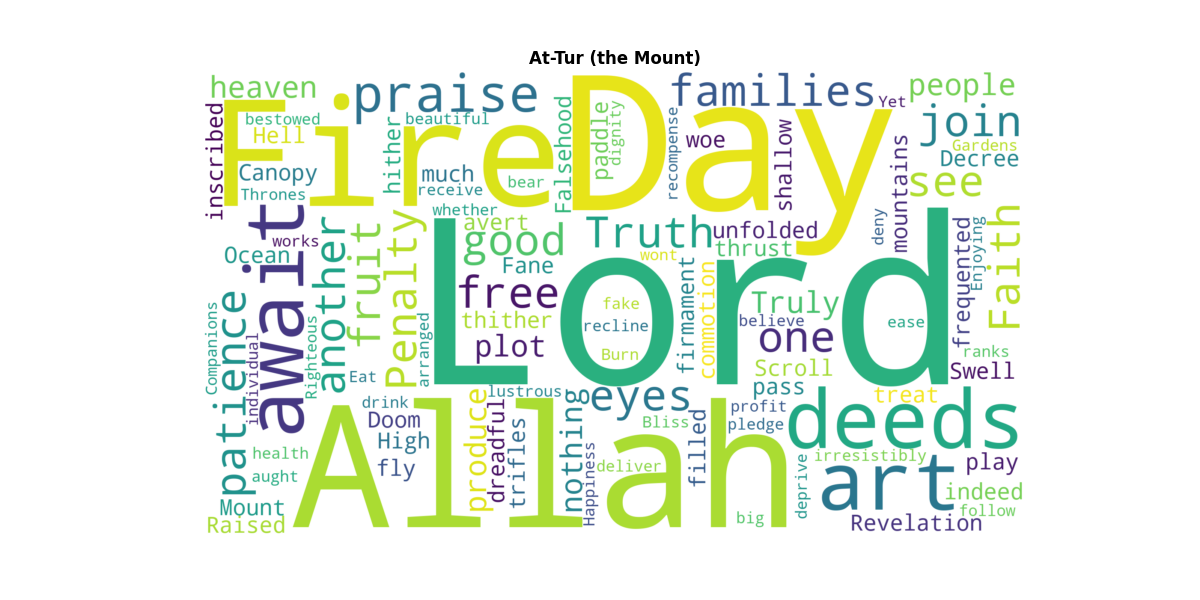 At-Tur (the Mount)
heaven
praise
families
people
Yet
Fire
Day
inscribed
bestowed
Hell
beautiful
hither
Falsehood
paddle
dignity
recompense
woe
shallow
join
Gardens
Decree
mountains
Canopy
Thrones
much
receive
bear
see
whether
await
works
Ocean
another
fruit
Penalty
avert
good
Fane
Truth
wont
unfolded
thrust
deny
frequented
Enjoying
Faith
Lord
free
thither
plot
fake
recline
Burn
firmament
commotion
Truly
believe
one
Scroll
ease
ranks
Swell
Companions
patience
individual
Righteous
arranged
Eat
lustrous
eyes
pass
treat
deeds
drink
Doom
High
fly
produce
dreadful
trifles
nothing
Happiness
Bliss
filled
profit
pledge
Allah
health
aught
Mount
Raised
deliver
big
deprive
irresistibly
art
play
indeed
follow
Revelation